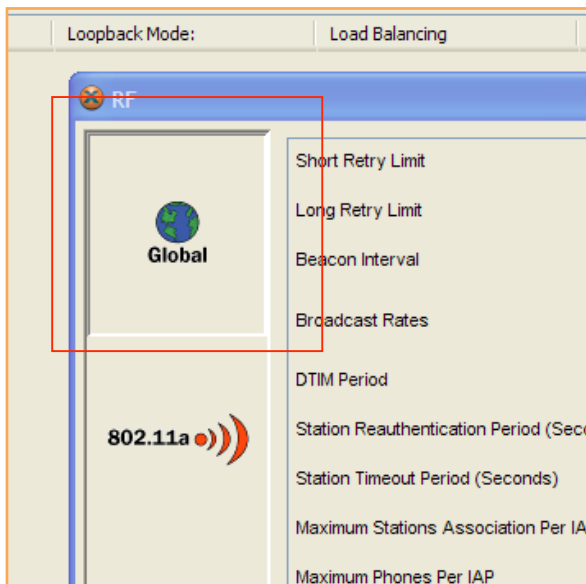 Loopback Mode: Load Balancing
RF
Global
802.11a
Short Retry Limit
Long Retry Limit
Beacon Interval
Broadcast Rates
DTIM Period
Station Reauthentication Period (Seco
Station Timeout Period (Seconds)
Maximum Stations Association Per IA
Maximum Phones Per IAP